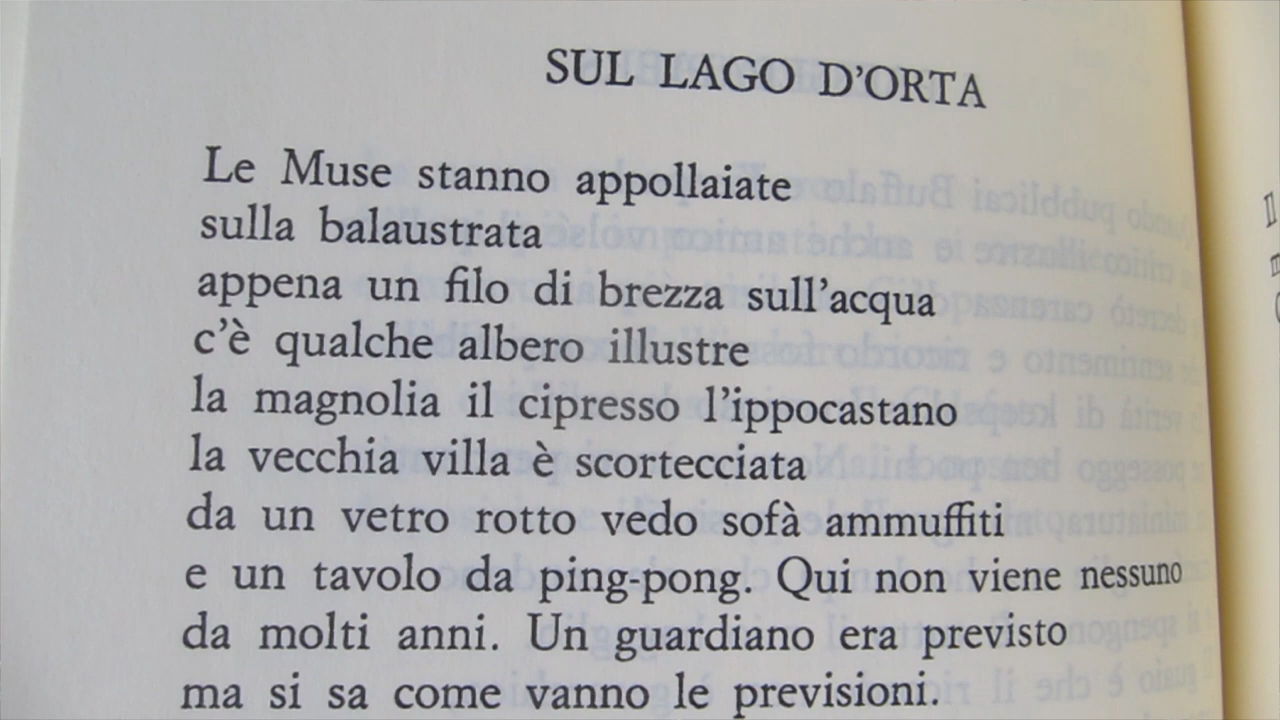 SUL LAGO D'ORTA
Le Muse stanno appollaiate
sulla balaustrata
appena un filo di brezza sull'acqua
c'è qualche albero illustre
la magnolia il cipresso l'ippocastano
la vecchia villa è scortecciata
da un vetro rotto vedo sofà ammuffiti
e un tavolo da ping-pong. Qui non viene nessuno
da molti anni. Un guardiano era previsto
ma si sa come vanno le previsioni.